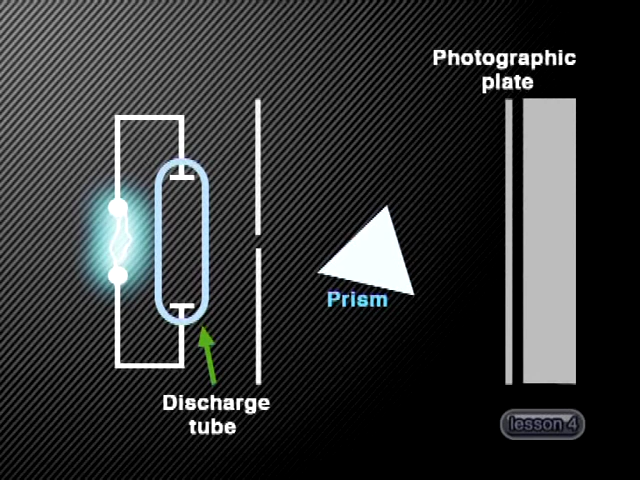 Photographic
plate
Prism
Discharge
tube
lesson 4